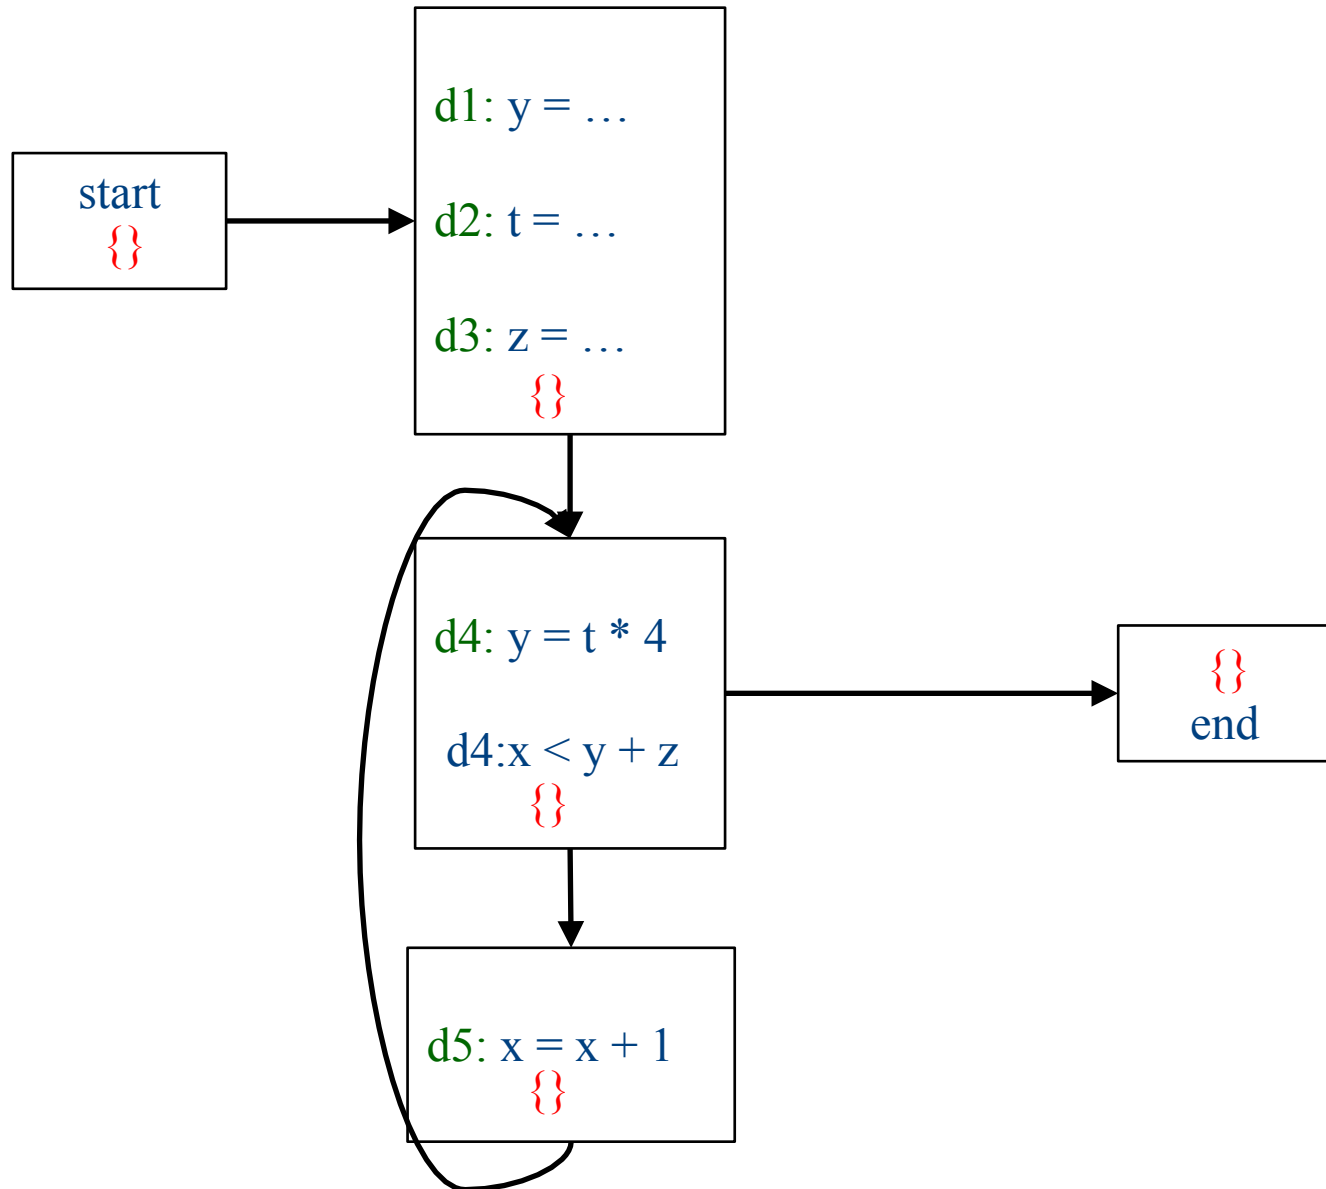 start
{}
d1: y = …
d2: t = …
d3: z = …
{}
d4: y = t * 4
d4:x < y + z
{}
{}
end
d5: x = x + 1
{}